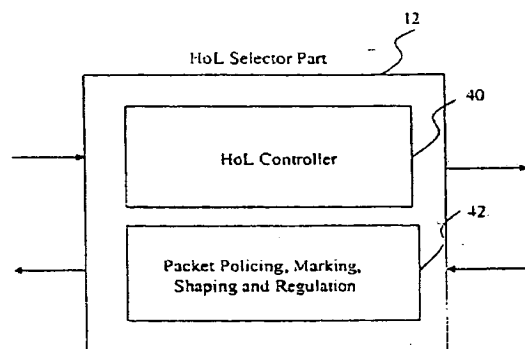 12
HoL Selector Part
40
HoL Controller
42
Packet Policing, Marking,
Shaping and Regulation